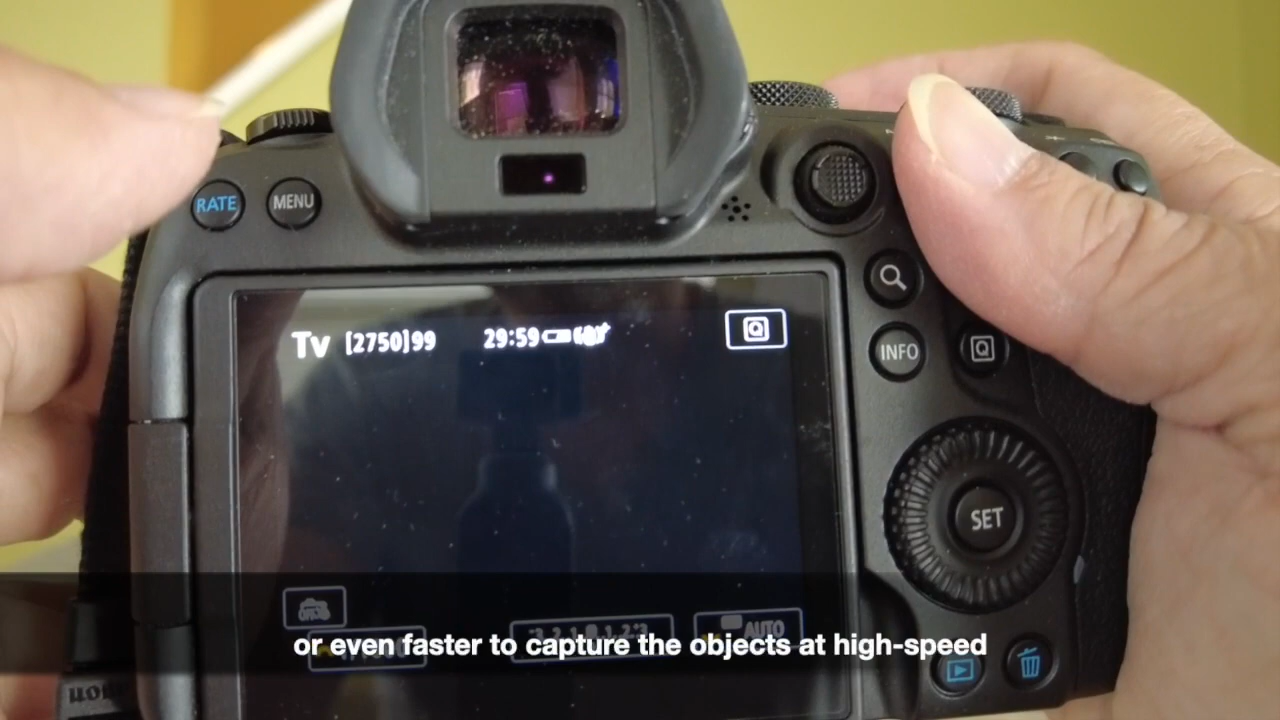 RATE
MENU
Tv [2750]99 29:59
Q
INFO
Q
SET
AUTO
or even faster to capture the objects at high-speed